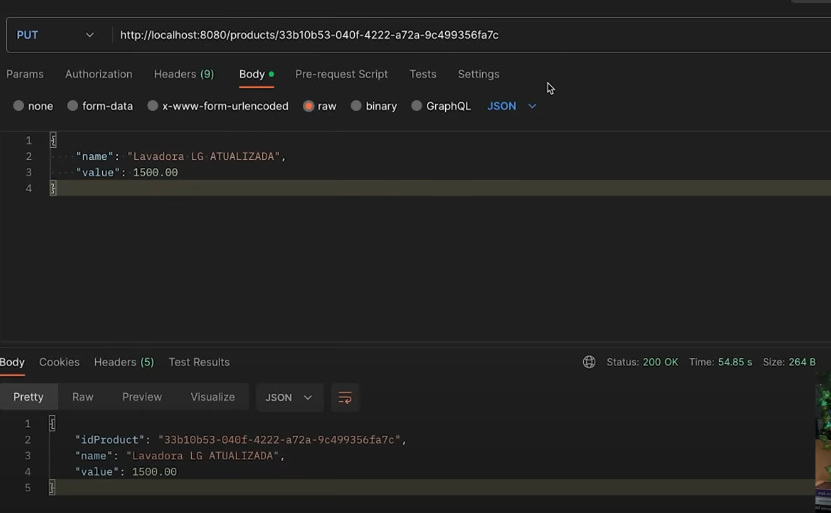 PUT http://localhost:8080/products/33b10b53-040f-4222-a72a-9c499356fa7c
Params Authorization Headers (9) Body Pre-request Script Tests Settings
none form-data x-www-form-urlencoded raw binary GraphQL JSON
1 {
2 "name": "Lavadora LG ATUALIZADA",
3 "value": 1500.00
4 }
Body Cookies Headers (5) Test Results Status: 200 OK Time: 54.85 s Size: 264 B
Pretty Raw Preview Visualize JSON
1 {
2 "idProduct": "33b10b53-040f-4222-a72a-9c499356fa7c",
3 "name": "Lavadora LG ATUALIZADA",
4 "value": 1500.00
5 }